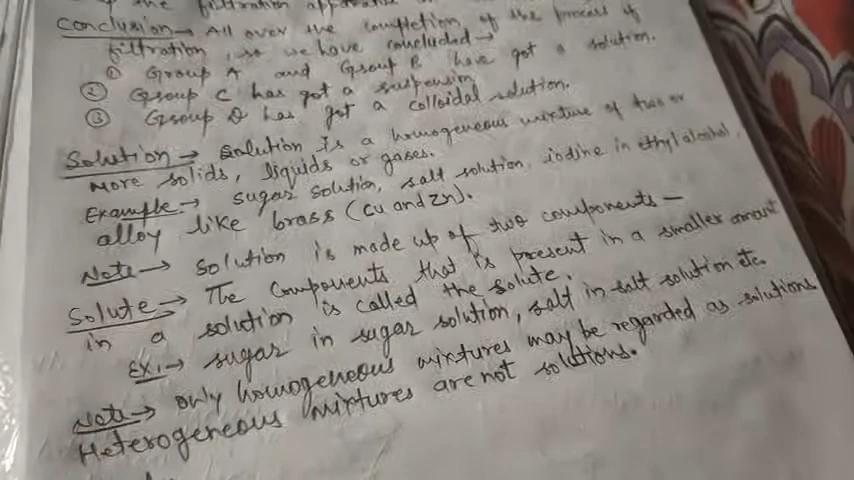 the filtration
Conclusion → All over the completion of the process of
filtration, so we have concluded →
① Group A and Group B have got a solution.
② Group C has got a suspension
③ Group D has got a colloidal solution.
Solution → Solution is a homogeneous mixture of two or
more solids, liquids or gases.
Example → sugar solution, salt solution, iodine in ethyl alcohol,
alloy like brass (Cu and Zn).
Note → Solution is made up of two components —
Solute → The components that is present in a smaller amount
in a solution is called the solute.
Ex. → sugar in sugar solution, salt in salt solution etc.
Note → only homogeneous mixtures may be regarded as solutions
Heterogeneous mixtures are not solutions.